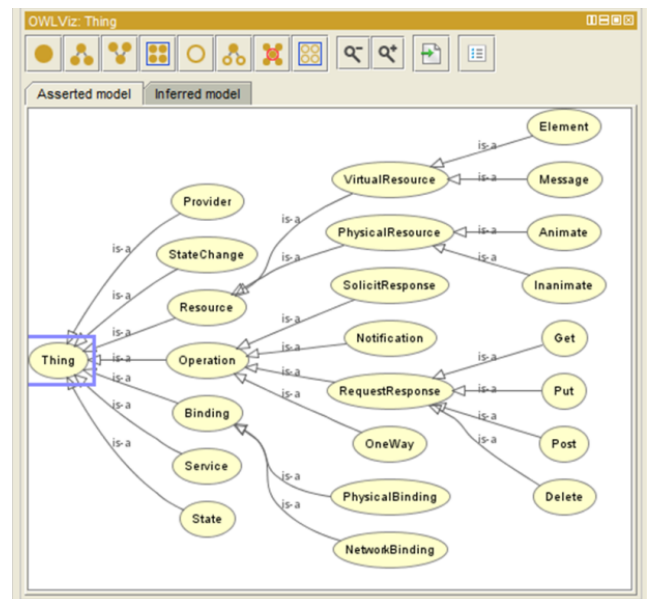 OWLViz: Thing
Asserted model
Inferred model
Element
is-a
VirtualResource
is-a
Message
Provider
is-a
PhysicalResource
is-a
Animate
is-a
StateChange
is-a
SolicitResponse
is-a
Inanimate
is-a
Resource
is-a
is-a
Notification
is-a
Get
Thing
is-a
Operation
is-a
is-a
RequestResponse
is-a
Put
is-a
Binding
is-a
is-a
Post
is-a
OneWay
is-a
Service
is-a
PhysicalBinding
Delete
is-a
State
NetworkBinding